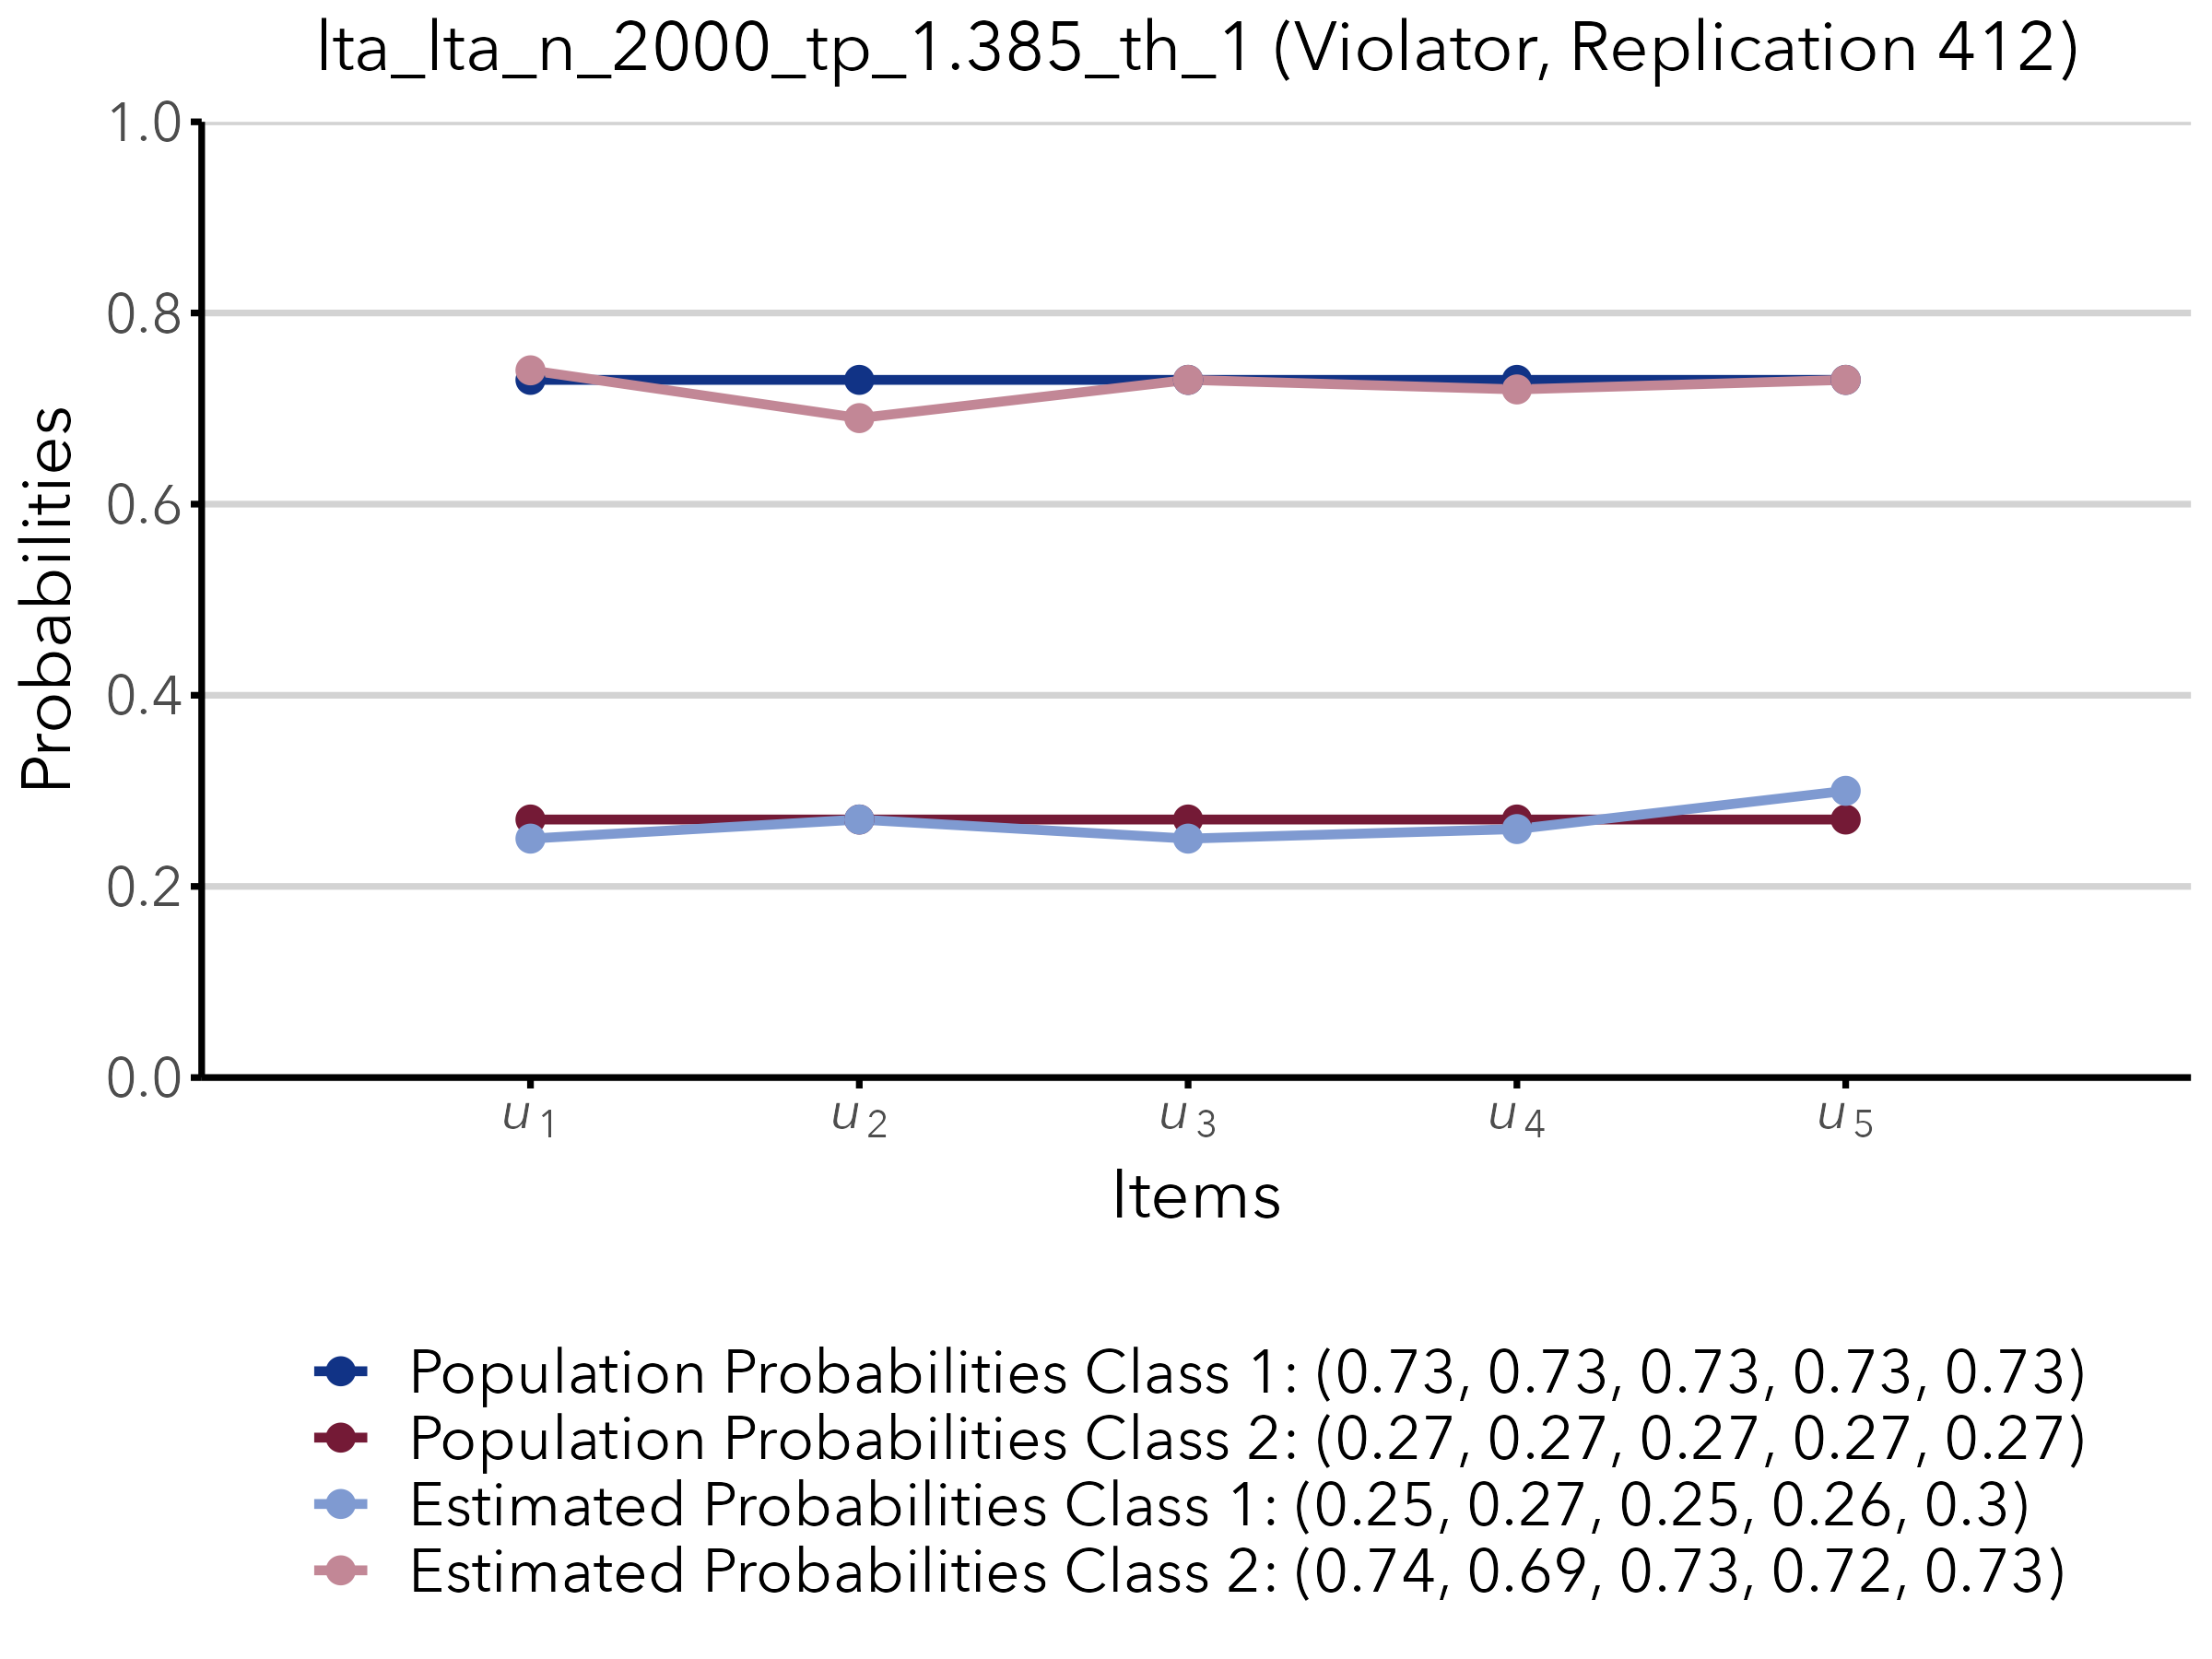 lta_lta_n_2000_tp_1.385_th_1 (Violator, Replication 412)
Probabilities
1.0
0.8
0.6
0.4
0.2
0.0
u1 u2 u3 u4 u5
Items
Population Probabilities Class 1: (0.73, 0.73, 0.73, 0.73, 0.73)
Population Probabilities Class 2: (0.27, 0.27, 0.27, 0.27, 0.27)
Estimated Probabilities Class 1: (0.25, 0.27, 0.25, 0.26, 0.3)
Estimated Probabilities Class 2: (0.74, 0.69, 0.73, 0.72, 0.73)